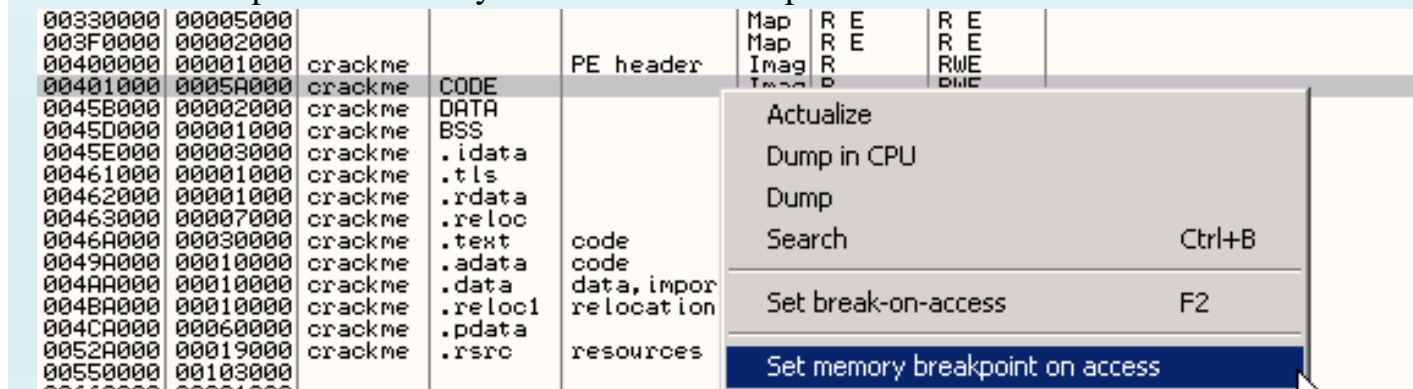 00330000 00005000 Map R E R E
003F0000 00002000 Map R E R E
00400000 00001000 crackme PE header Imag R RWE
00401000 0005A000 crackme CODE Imag R RWE
0045B000 00002000 crackme DATA
0045D000 00001000 crackme BSS
0045E000 00003000 crackme .idata
00461000 00001000 crackme .tls
00462000 00001000 crackme .rdata
00463000 00007000 crackme .reloc
0046A000 00030000 crackme .text code
0049A000 00010000 crackme .adata code
004AA000 00010000 crackme .data data,impor
004BA000 00010000 crackme .reloc1 relocation
004CA000 00060000 crackme .pdata
0052A000 00019000 crackme .rsrc resources
00550000 00103000
Actualize
Dump in CPU
Dump
Search Ctrl+B
Set break-on-access F2
Set memory breakpoint on access